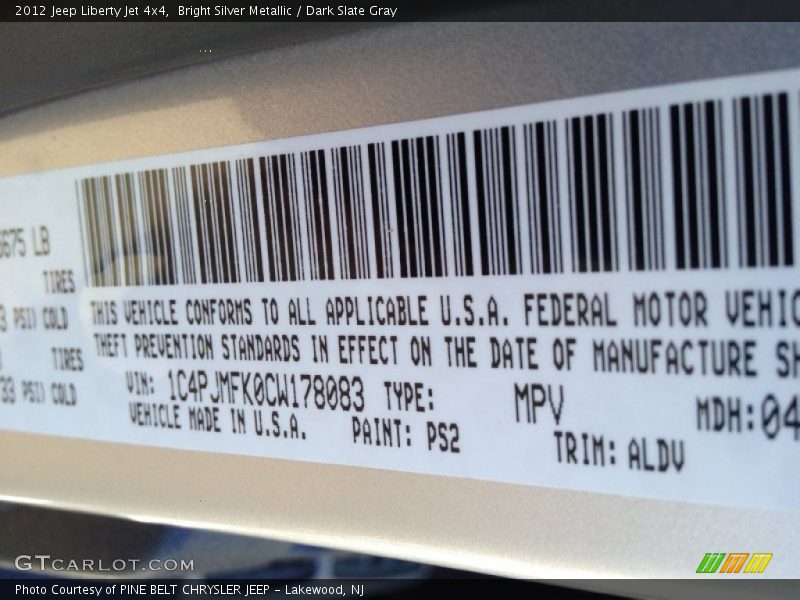 2012 Jeep Liberty Jet 4x4,  Bright Silver Metallic / Dark Slate Gray
LB
TIRES
PSI) COLD
TIRES
33 PSI) COLD
THIS VEHICLE CONFORMS TO ALL APPLICABLE U.S.A. FEDERAL MOTOR VEHIC
THEFT PREVENTION STANDARDS IN EFFECT ON THE DATE OF MANUFACTURE SH
VIN: 1C4PJMFK0CW178083 TYPE: MPV MDH: 04
VEHICLE MADE IN U.S.A. PAINT: PS2 TRIM: ALDV
GTCARLOT.COM
Photo Courtesy of PINE BELT CHRYSLER JEEP - Lakewood, NJ